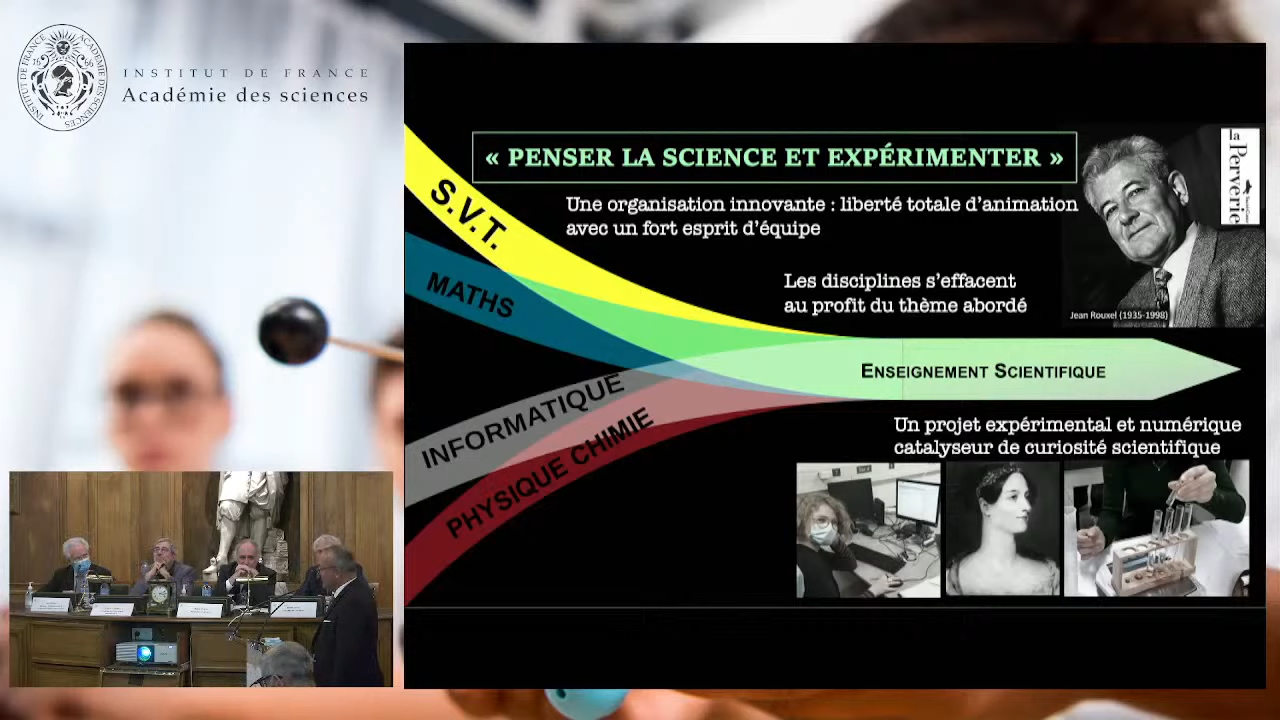 INSTITUT DE FRANCE
Académie des sciences
« PENSER LA SCIENCE ET EXPÉRIMENTER »
la Perverie
S.V.T.
Une organisation innovante : liberté totale d’animation
avec un fort esprit d’équipe
MATHS
Les disciplines s’effacent
au profit du thème abordé
Jean Rouxel (1935-1998)
ENSEIGNEMENT SCIENTIFIQUE
INFORMATIQUE
PHYSIQUE CHIMIE
Un projet expérimental et numérique
catalyseur de curiosité scientifique